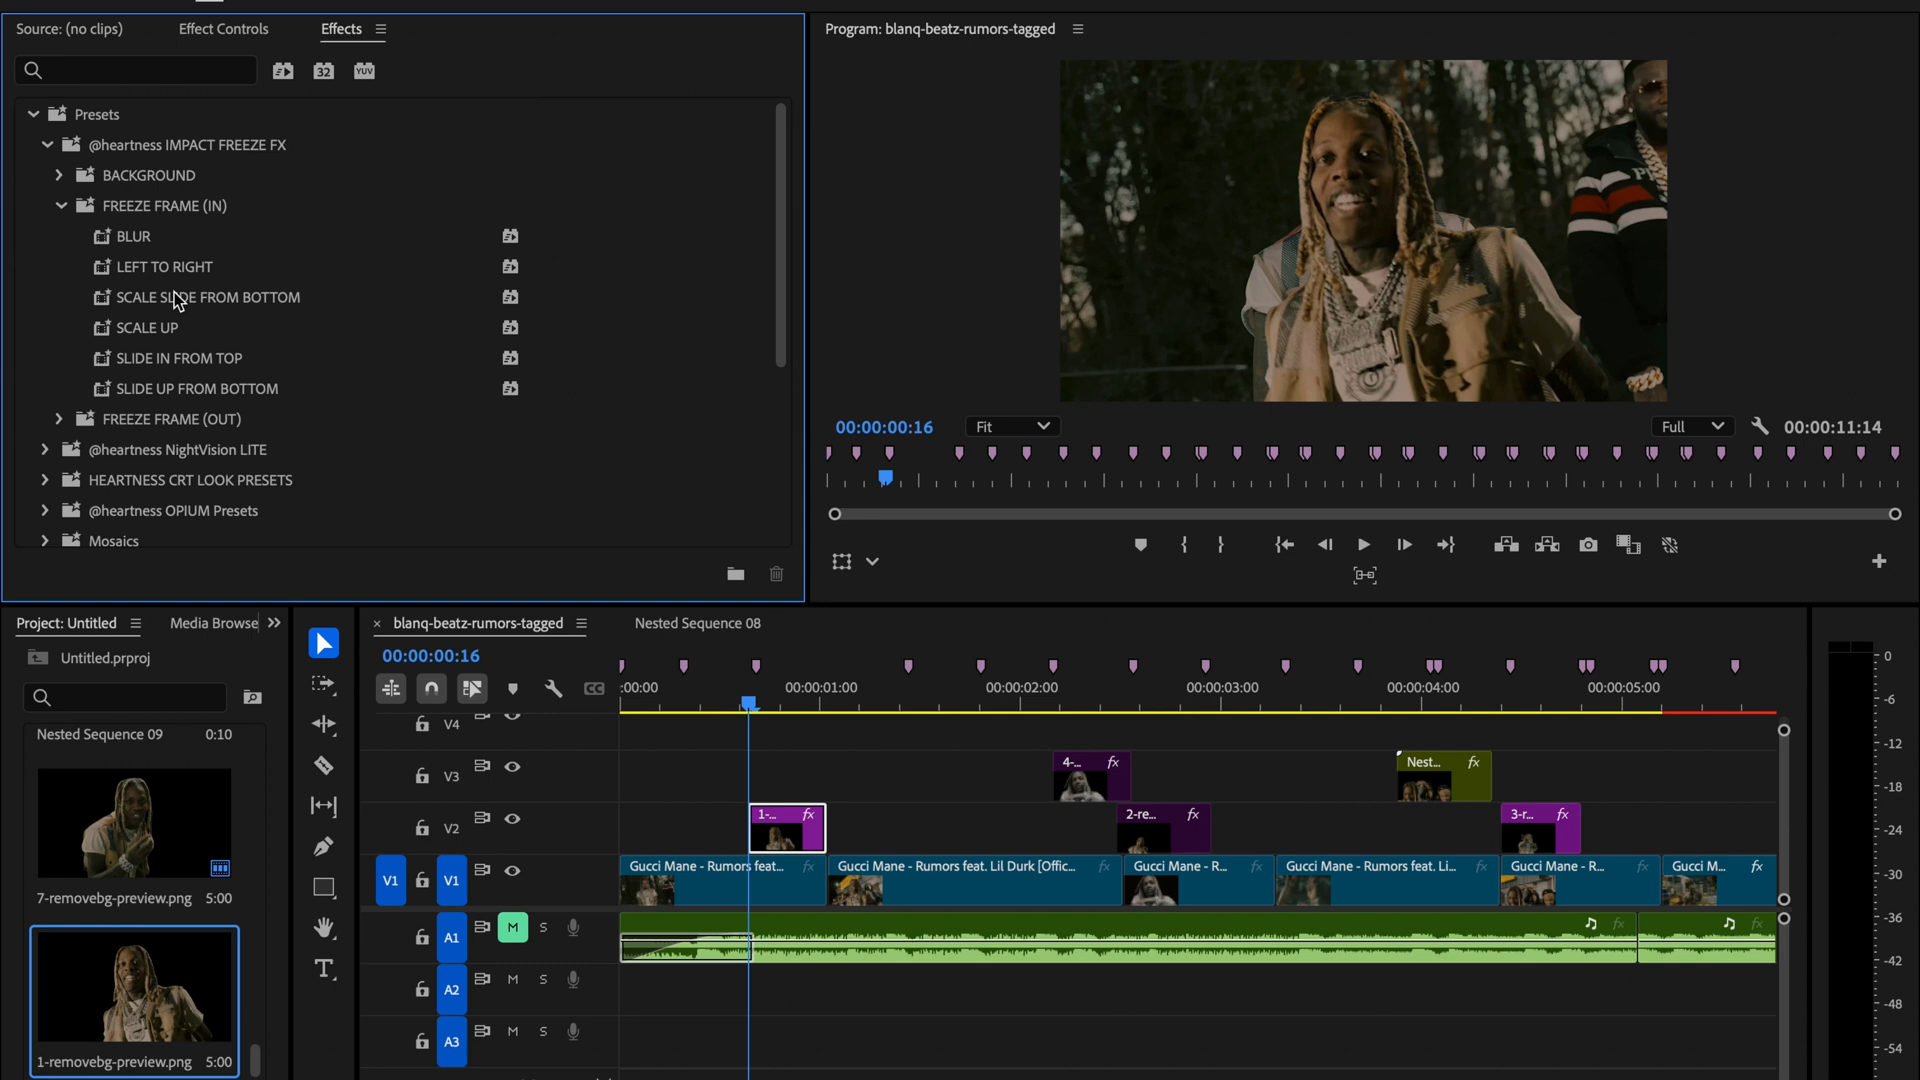 Source: (no clips)
Effect Controls
Effects
32
YUV
Presets
@heartness IMPACT FREEZE FX
BACKGROUND
FREEZE FRAME (IN)
BLUR
LEFT TO RIGHT
SCALE SLIDE FROM BOTTOM
SCALE UP
SLIDE IN FROM TOP
SLIDE UP FROM BOTTOM
FREEZE FRAME (OUT)
@heartness NightVision LITE
HEARTNESS CRT LOOK PRESETS
@heartness OPIUM Presets
Mosaics
Program: blanq-beatz-rumors-tagged
00:00:00:16
Fit
Full
00:00:11:14
Project: Untitled
Media Browse
Untitled.prproj
Nested Sequence 09 0:10
7-removebg-preview.png 5:00
1-removebg-preview.png 5:00
blanq-beatz-rumors-tagged
Nested Sequence 08
00:00:00:16
CC
:00:00
00:00:01:00
00:00:02:00
00:00:03:00
00:00:04:00
00:00:05:00
V4
V3
4-... fx
Nest... fx
V2
1-... fx
2-re... fx
3-r... fx
V1
V1
Gucci Mane - Rumors feat... fx
Gucci Mane - Rumors feat. Lil Durk [Offic... fx
Gucci Mane - R... fx
Gucci Mane - Rumors feat. Li... fx
Gucci Mane - R... fx
Gucci M... fx
A1 M S
fx
fx
A2 M S
A3 M S
0
-6
-12
-18
-24
-30
-36
-42
-48
-54